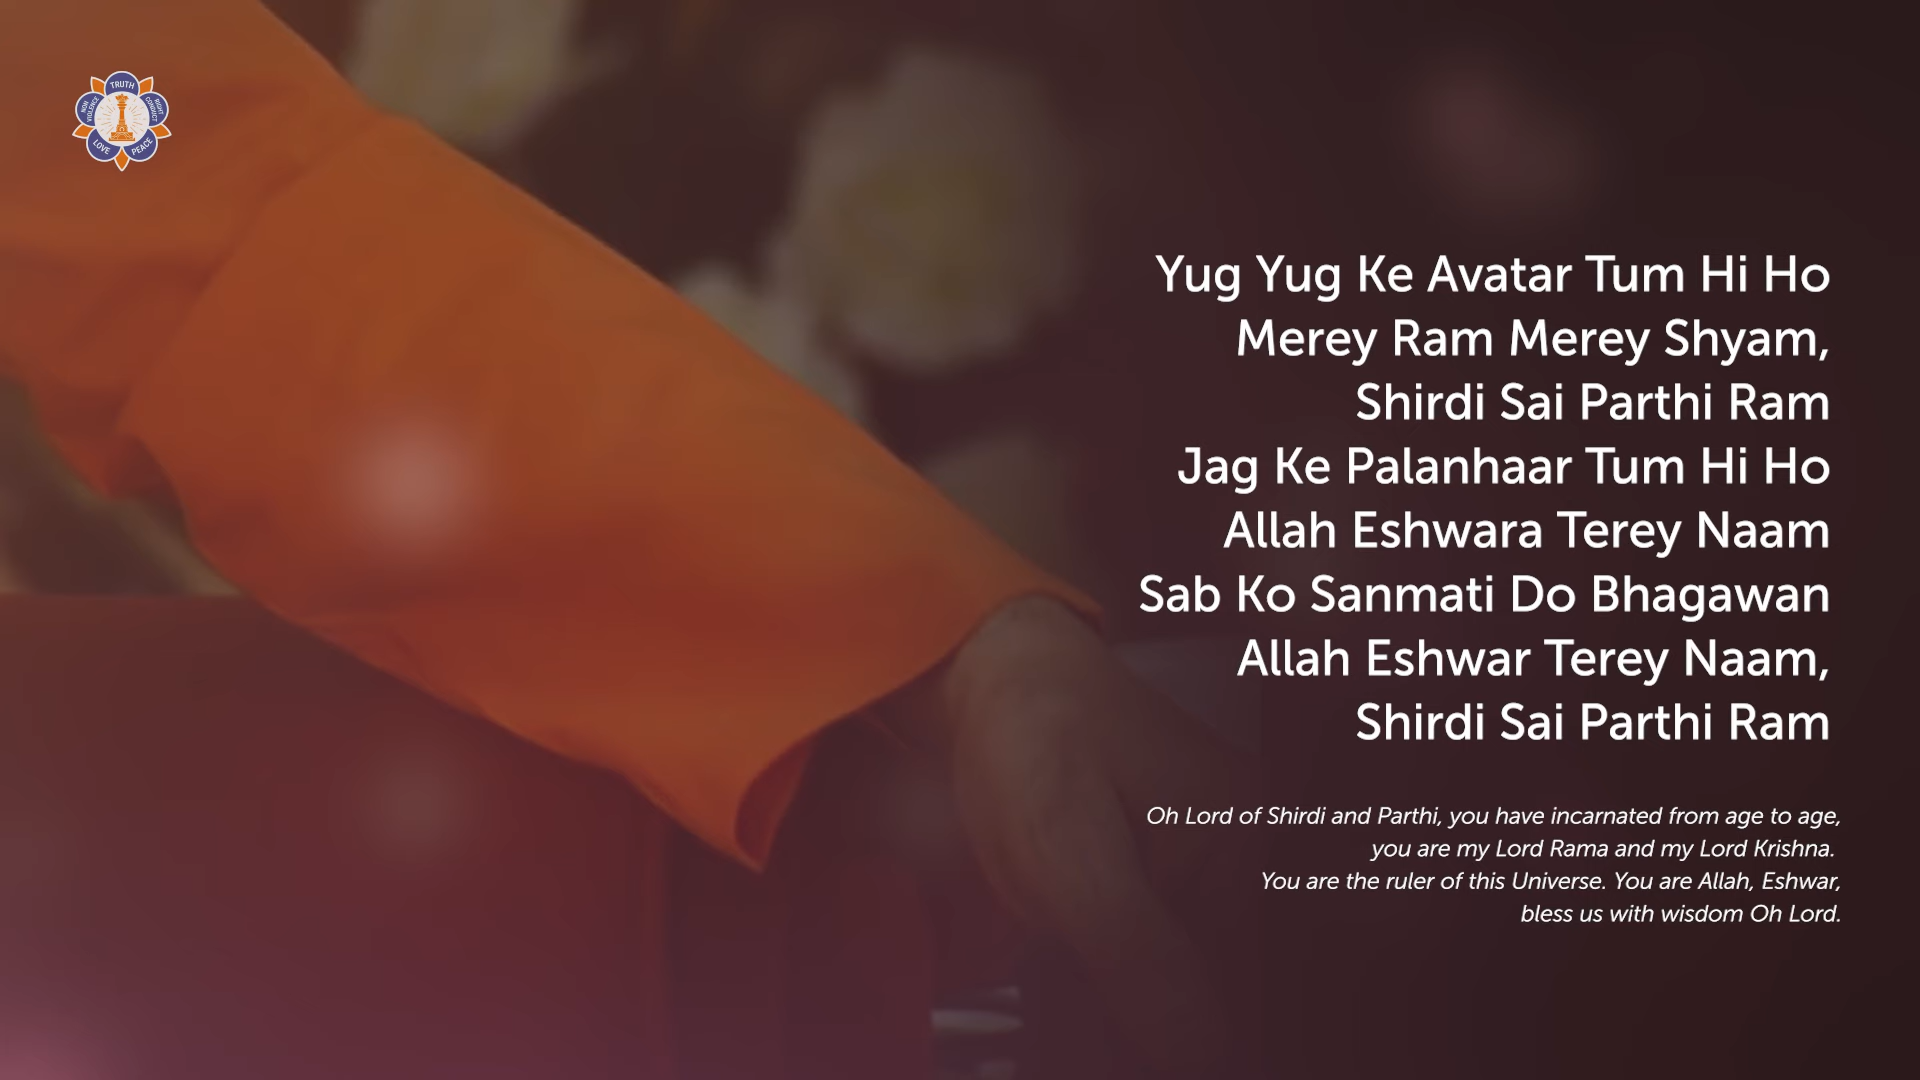 TRUTH
NON VIOLENCE
RIGHT CONDUCT
LOVE
PEACE
Yug Yug Ke Avatar Tum Hi Ho
Merey Ram Merey Shyam,
Shirdi Sai Parthi Ram
Jag Ke Palanhaar Tum Hi Ho
Allah Eshwara Terey Naam
Sab Ko Sanmati Do Bhagawan
Allah Eshwar Terey Naam,
Shirdi Sai Parthi Ram
Oh Lord of Shirdi and Parthi, you have incarnated from age to age,
you are my Lord Rama and my Lord Krishna.
You are the ruler of this Universe. You are Allah, Eshwar,
bless us with wisdom Oh Lord.